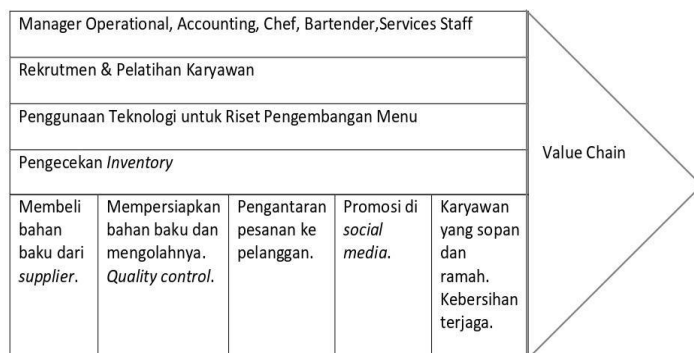 Manager Operational, Accounting, Chef, Bartender,Services Staff
Rekrutmen & Pelatihan Karyawan
Penggunaan Teknologi untuk Riset Pengembangan Menu
Pengecekan Inventory
Value Chain
Membeli
bahan
baku dari
supplier.
Mempersiapkan
bahan baku dan
mengolahnya.
Quality control.
Pengantaran
pesanan ke
pelanggan.
Promosi di
social
media.
Karyawan
yang sopan
dan
ramah.
Kebersihan
terjaga.